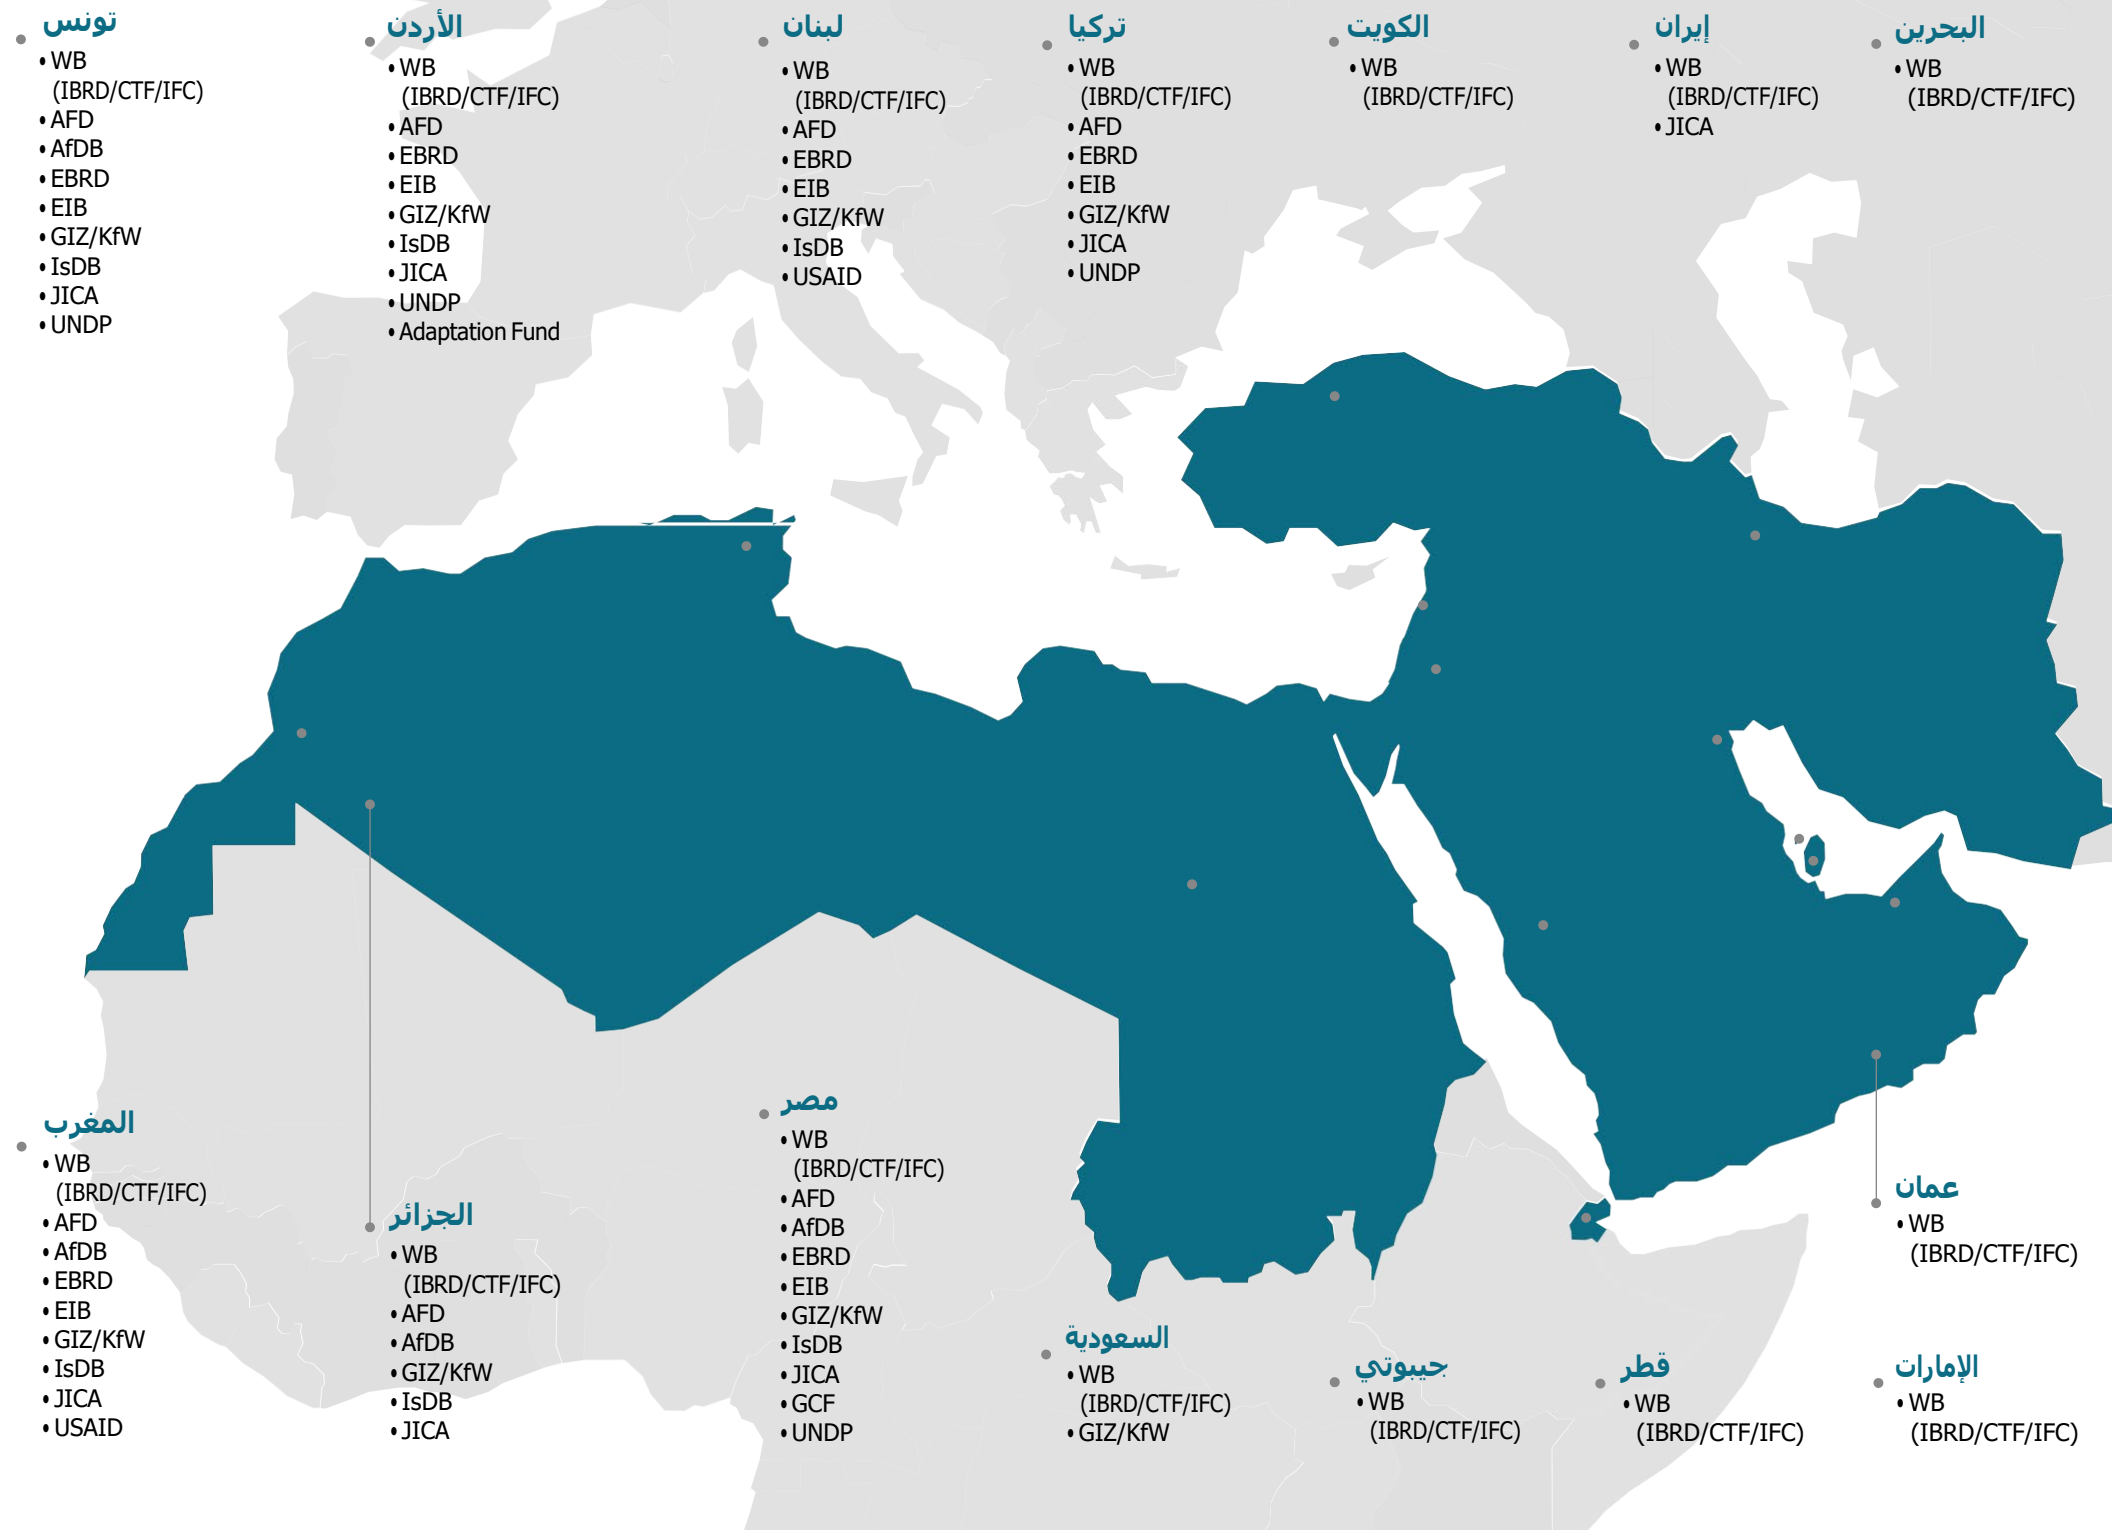 تونس
• WB
(IBRD/CTF/IFC)
• AFD
• AfDB
• EBRD
• EIB
• GIZ/KfW
• IsDB
• JICA
• UNDP
الأردن
• WB
(IBRD/CTF/IFC)
• AFD
• EBRD
• EIB
• GIZ/KfW
• IsDB
• JICA
• UNDP
• Adaptation Fund
لبنان
• WB
(IBRD/CTF/IFC)
• AFD
• EBRD
• EIB
• GIZ/KfW
• IsDB
• USAID
تركيا
• WB
(IBRD/CTF/IFC)
• AFD
• EBRD
• EIB
• GIZ/KfW
• JICA
• UNDP
الكويت
• WB
(IBRD/CTF/IFC)
إيران
• WB
(IBRD/CTF/IFC)
• JICA
البحرين
• WB
(IBRD/CTF/IFC)
المغرب
• WB
(IBRD/CTF/IFC)
• AFD
• AfDB
• EBRD
• EIB
• GIZ/KfW
• IsDB
• JICA
• USAID
الجزائر
• WB
(IBRD/CTF/IFC)
• AFD
• AfDB
• GIZ/KfW
• IsDB
• JICA
مصر
• WB
(IBRD/CTF/IFC)
• AFD
• AfDB
• EBRD
• EIB
• GIZ/KfW
• IsDB
• JICA
• GCF
• UNDP
السعودية
• WB
(IBRD/CTF/IFC)
• GIZ/KfW
جيبوتي
• WB
(IBRD/CTF/IFC)
قطر
• WB
(IBRD/CTF/IFC)
عمان
• WB
(IBRD/CTF/IFC)
الإمارات
• WB
(IBRD/CTF/IFC)